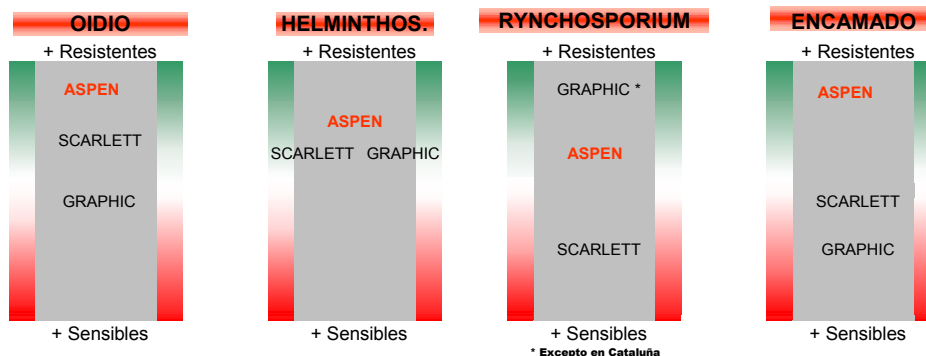 OIDIO
+ Resistentes
ASPEN
SCARLETT
GRAPHIC
+ Sensibles
HELMINTHOS.
+ Resistentes
ASPEN
SCARLETT GRAPHIC
+ Sensibles
RYNCHOSPORIUM
+ Resistentes
GRAPHIC *
ASPEN
SCARLETT
+ Sensibles
* Excepto en Cataluña
ENCAMADO
+ Resistentes
ASPEN
SCARLETT
GRAPHIC
+ Sensibles